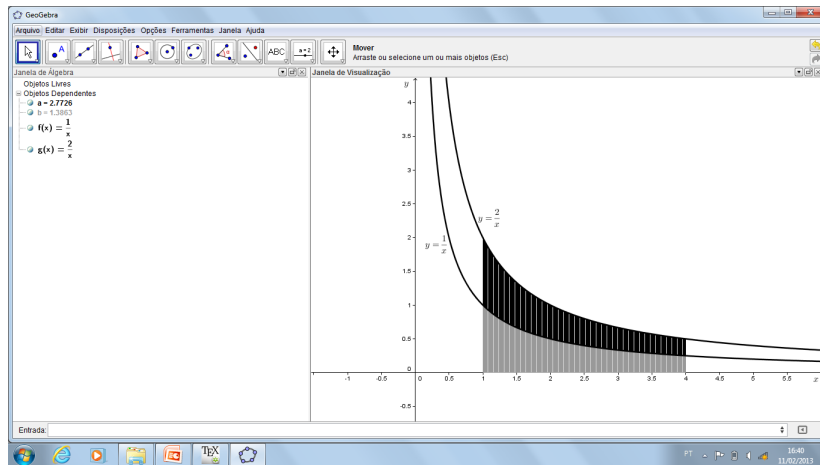 GeoGebra
Arquivo Editar Exibir Disposições Opções Ferramentas Janela Ajuda
A
α
ABC
a=2
Mover
Arraste ou selecione um ou mais objetos (Esc)
Janela de Álgebra
Janela de Visualização
Objetos Livres
Objetos Dependentes
a = 2.7726
b = 1.3863
f(x) = 1/x
g(x) = 2/x
y
4
3.5
3
2.5
2
1.5
1
0.5
0
-0.5
y = 2/x
y = 1/x
-1 -0.5 0 0.5 1 1.5 2 2.5 3 3.5 4 4.5 5 5.5 x
Entrada:
TEX
PT
16:40
11/02/2013